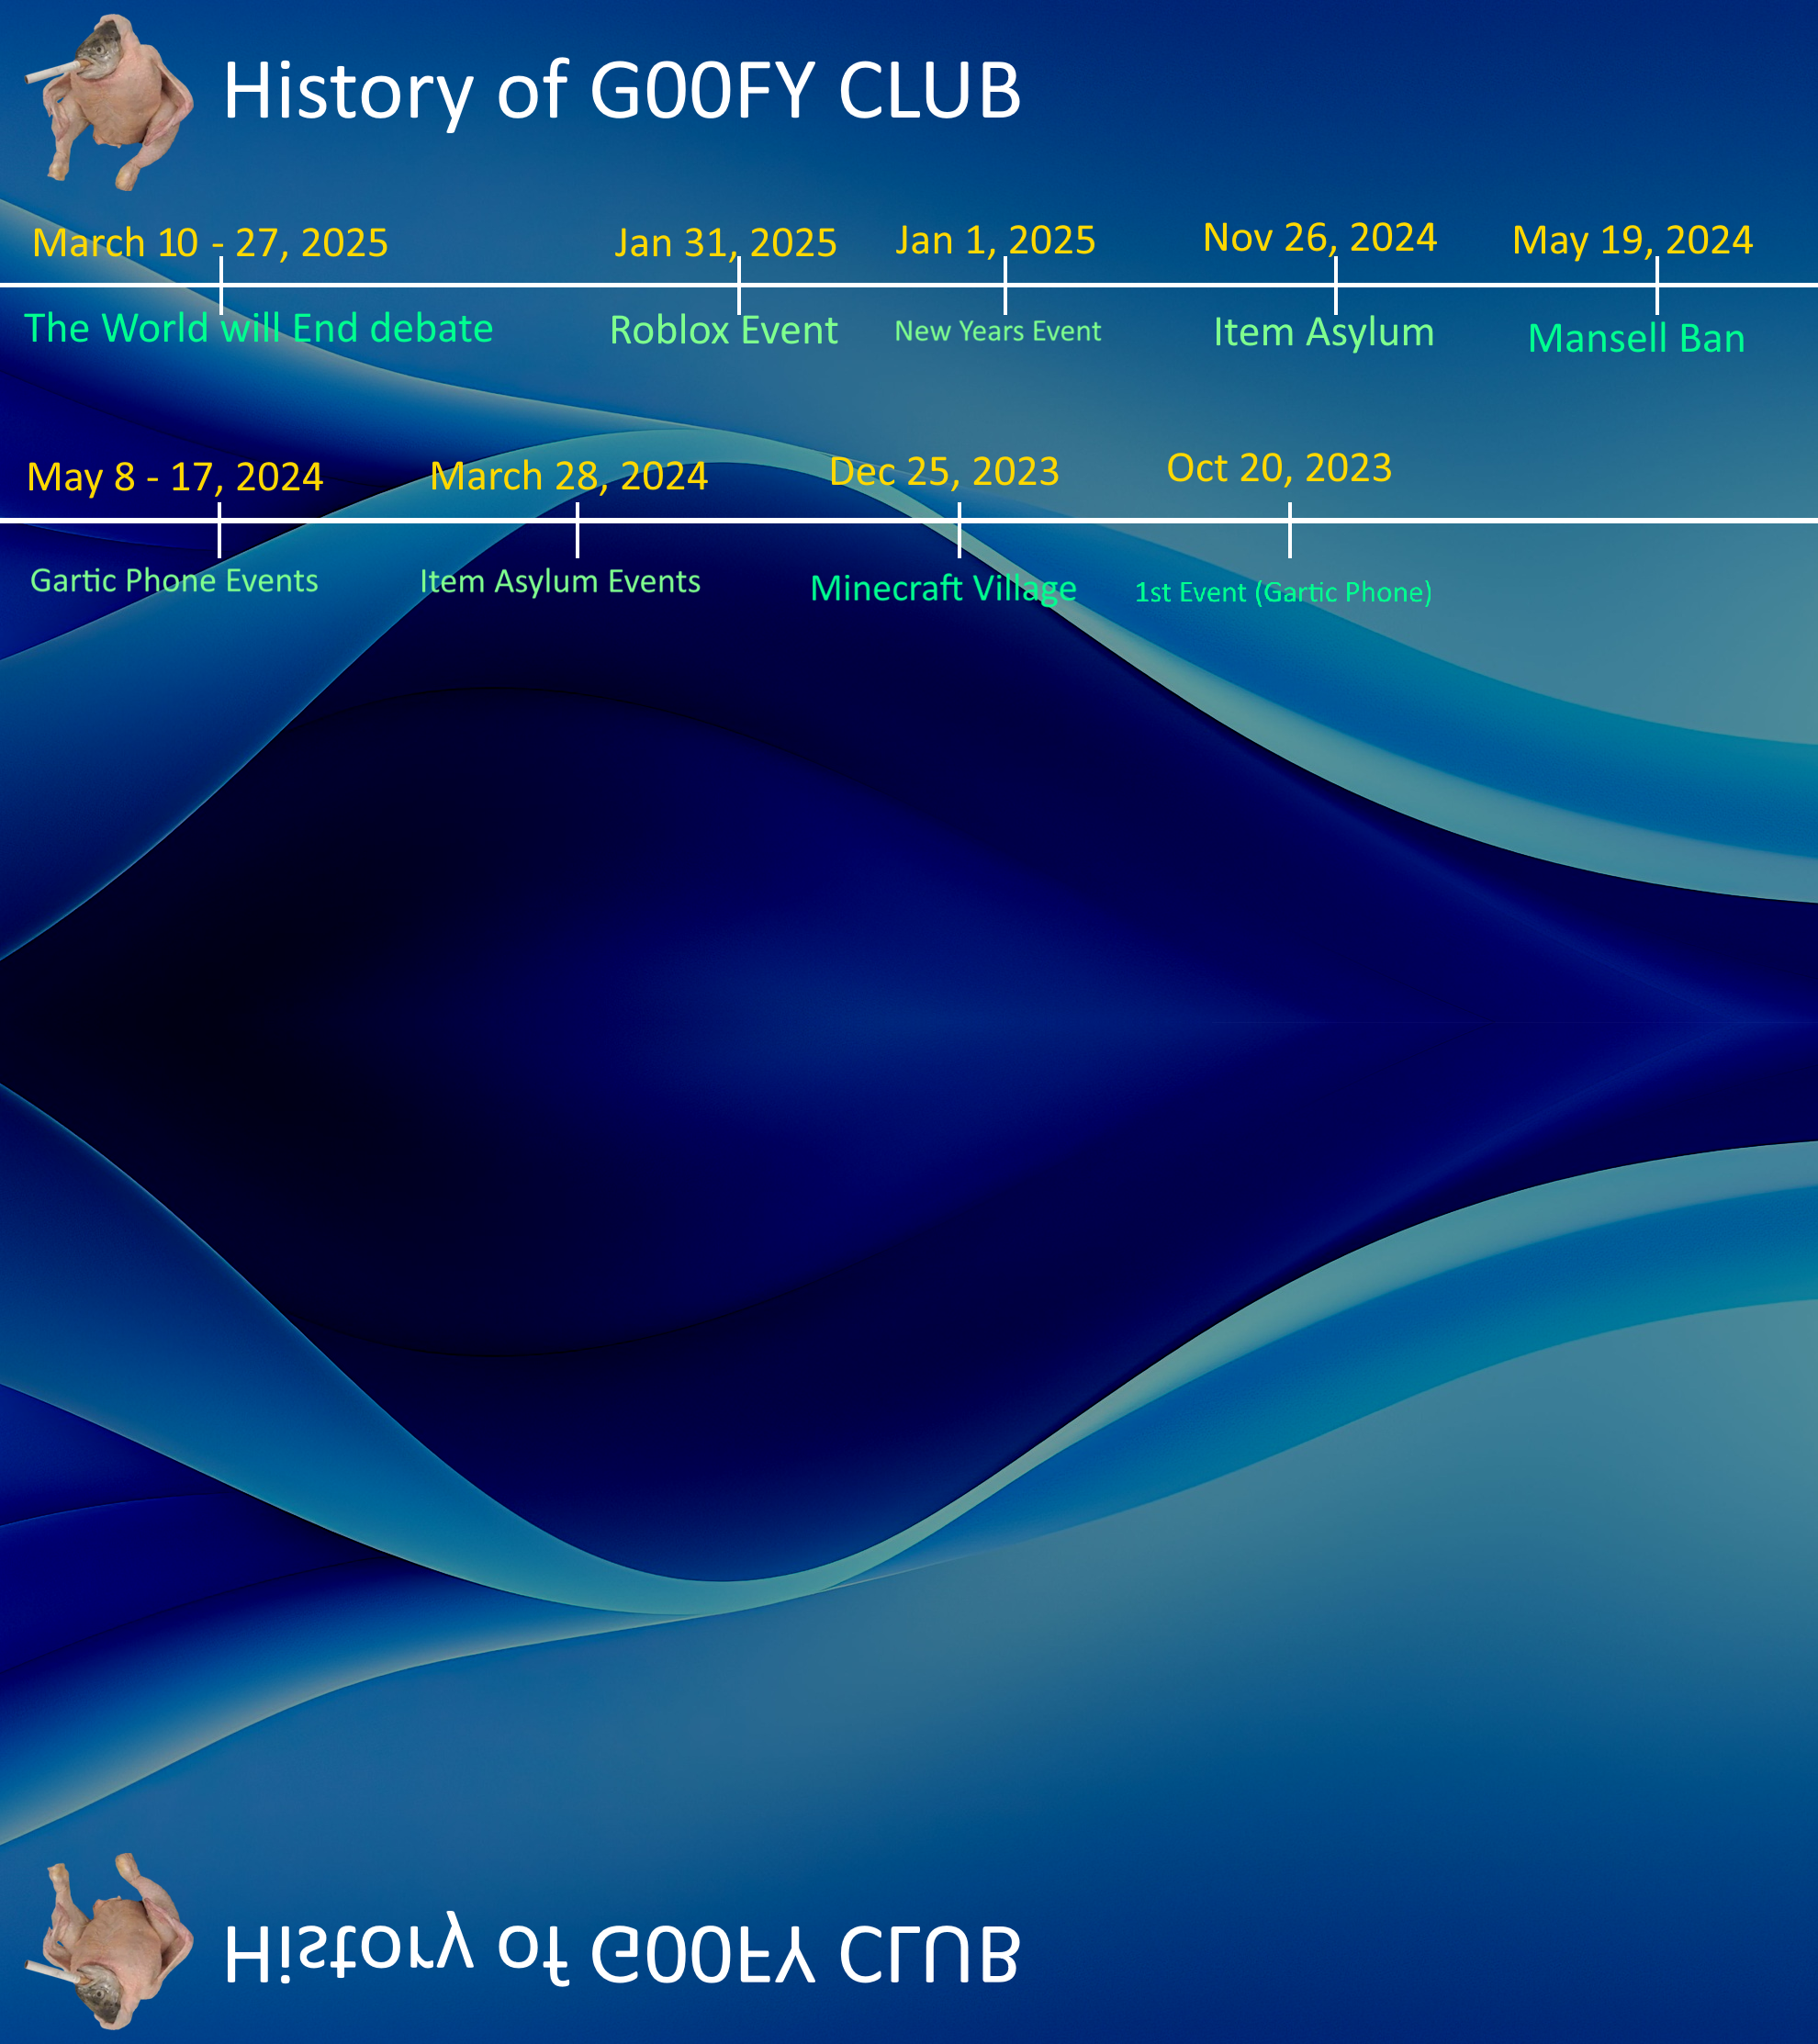 History of G00FY CLUB
March 10 - 27, 2025
Jan 31, 2025
Jan 1, 2025
Nov 26, 2024
May 19, 2024
The World will End debate
Roblox Event
New Years Event
Item Asylum
Mansell Ban
May 8 - 17, 2024
March 28, 2024
Dec 25, 2023
Oct 20, 2023
Gartic Phone Events
Item Asylum Events
Minecraft Village
1st Event (Gartic Phone)
History of G00FY CLUB